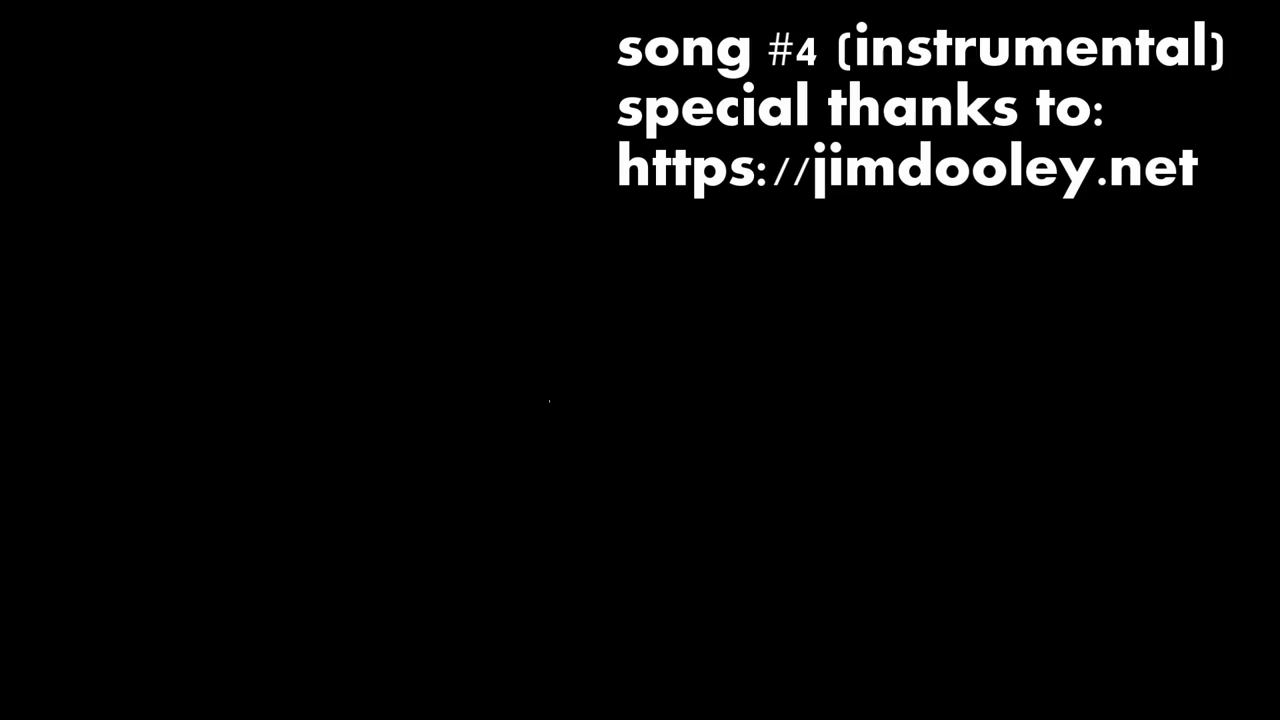 song #4 (instrumental)
special thanks to:
https://jimdooley.net